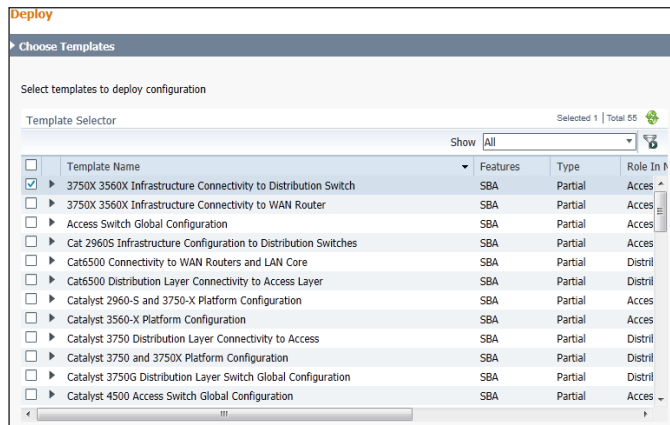 Deploy
Choose Templates
Select templates to deploy configuration
Template Selector Selected 1 | Total 55
Show All
Template Name Features Type Role In N
3750X 3560X Infrastructure Connectivity to Distribution Switch SBA Partial Acces
3750X 3560X Infrastructure Connectivity to WAN Router SBA Partial Acces
Access Switch Global Configuration SBA Partial Acces
Cat 2960S Infrastructure Configuration to Distribution Switches SBA Partial Acces
Cat6500 Connectivity to WAN Routers and LAN Core SBA Partial Distrib
Cat6500 Distribution Layer Connectivity to Access Layer SBA Partial Distrib
Catalyst 2960-S and 3750-X Platform Configuration SBA Partial Acces
Catalyst 3560-X Platform Configuration SBA Partial Acces
Catalyst 3750 Distribution Layer Connectivity to Access SBA Partial Distrib
Catalyst 3750 and 3750X Platform Configuration SBA Partial Distrib
Catalyst 3750G Distribution Layer Switch Global Configuration SBA Partial Distrib
Catalyst 4500 Access Switch Global Configuration SBA Partial Acces